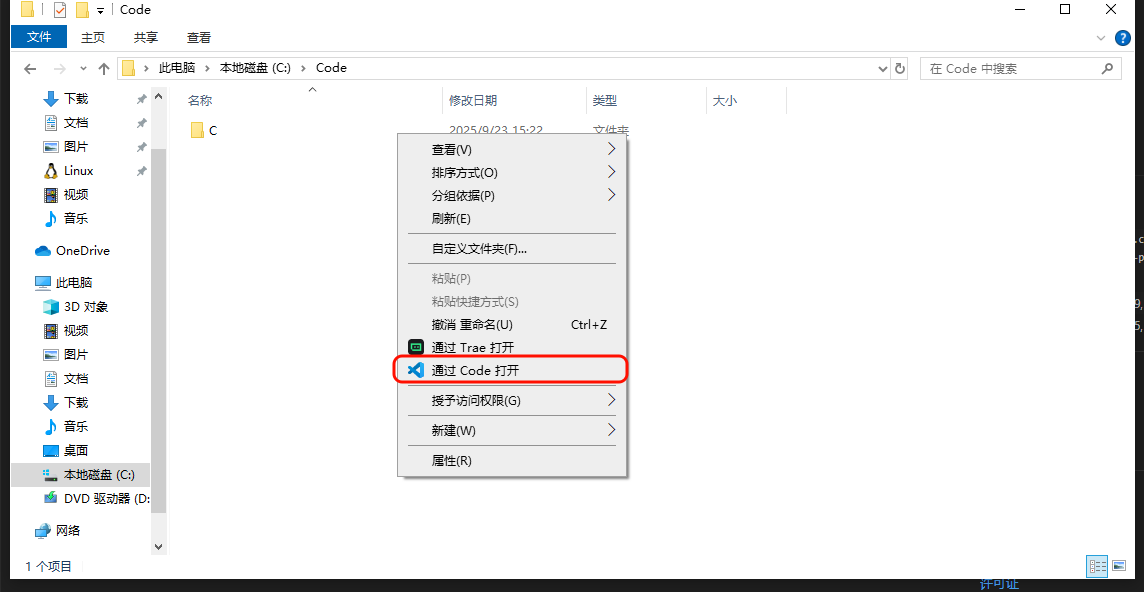 Code
文件 主页 共享 查看
此电脑 本地磁盘 (C:) Code
在 Code 中搜索
名称 修改日期 类型 大小
C 2025/9/23 15:22 文件夹
下载
文档
图片
Linux
视频
音乐
OneDrive
此电脑
3D 对象
视频
图片
文档
下载
音乐
桌面
本地磁盘 (C:)
DVD 驱动器 (D:
网络
查看(V)
排序方式(O)
分组依据(P)
刷新(E)
自定义文件夹(F)...
粘贴(P)
粘贴快捷方式(S)
撤消 重命名(U) Ctrl+Z
通过 Trae 打开
通过 Code 打开
授予访问权限(G)
新建(W)
属性(R)
1 个项目
许可证